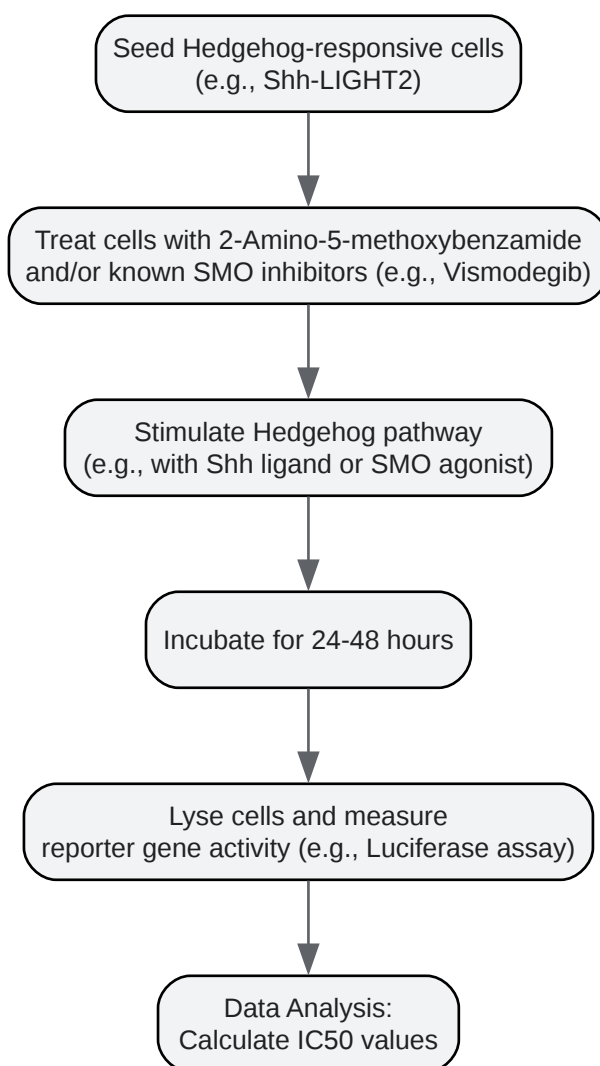 Seed Hedgehog-responsive cells
(e.g., Shh-LIGHT2)
Treat cells with 2-Amino-5-methoxybenzamide
and/or known SMO inhibitors (e.g., Vismodegib)
Stimulate Hedgehog pathway
(e.g., with Shh ligand or SMO agonist)
Incubate for 24-48 hours
Lyse cells and measure
reporter gene activity (e.g., Luciferase assay)
Data Analysis:
Calculate IC50 values